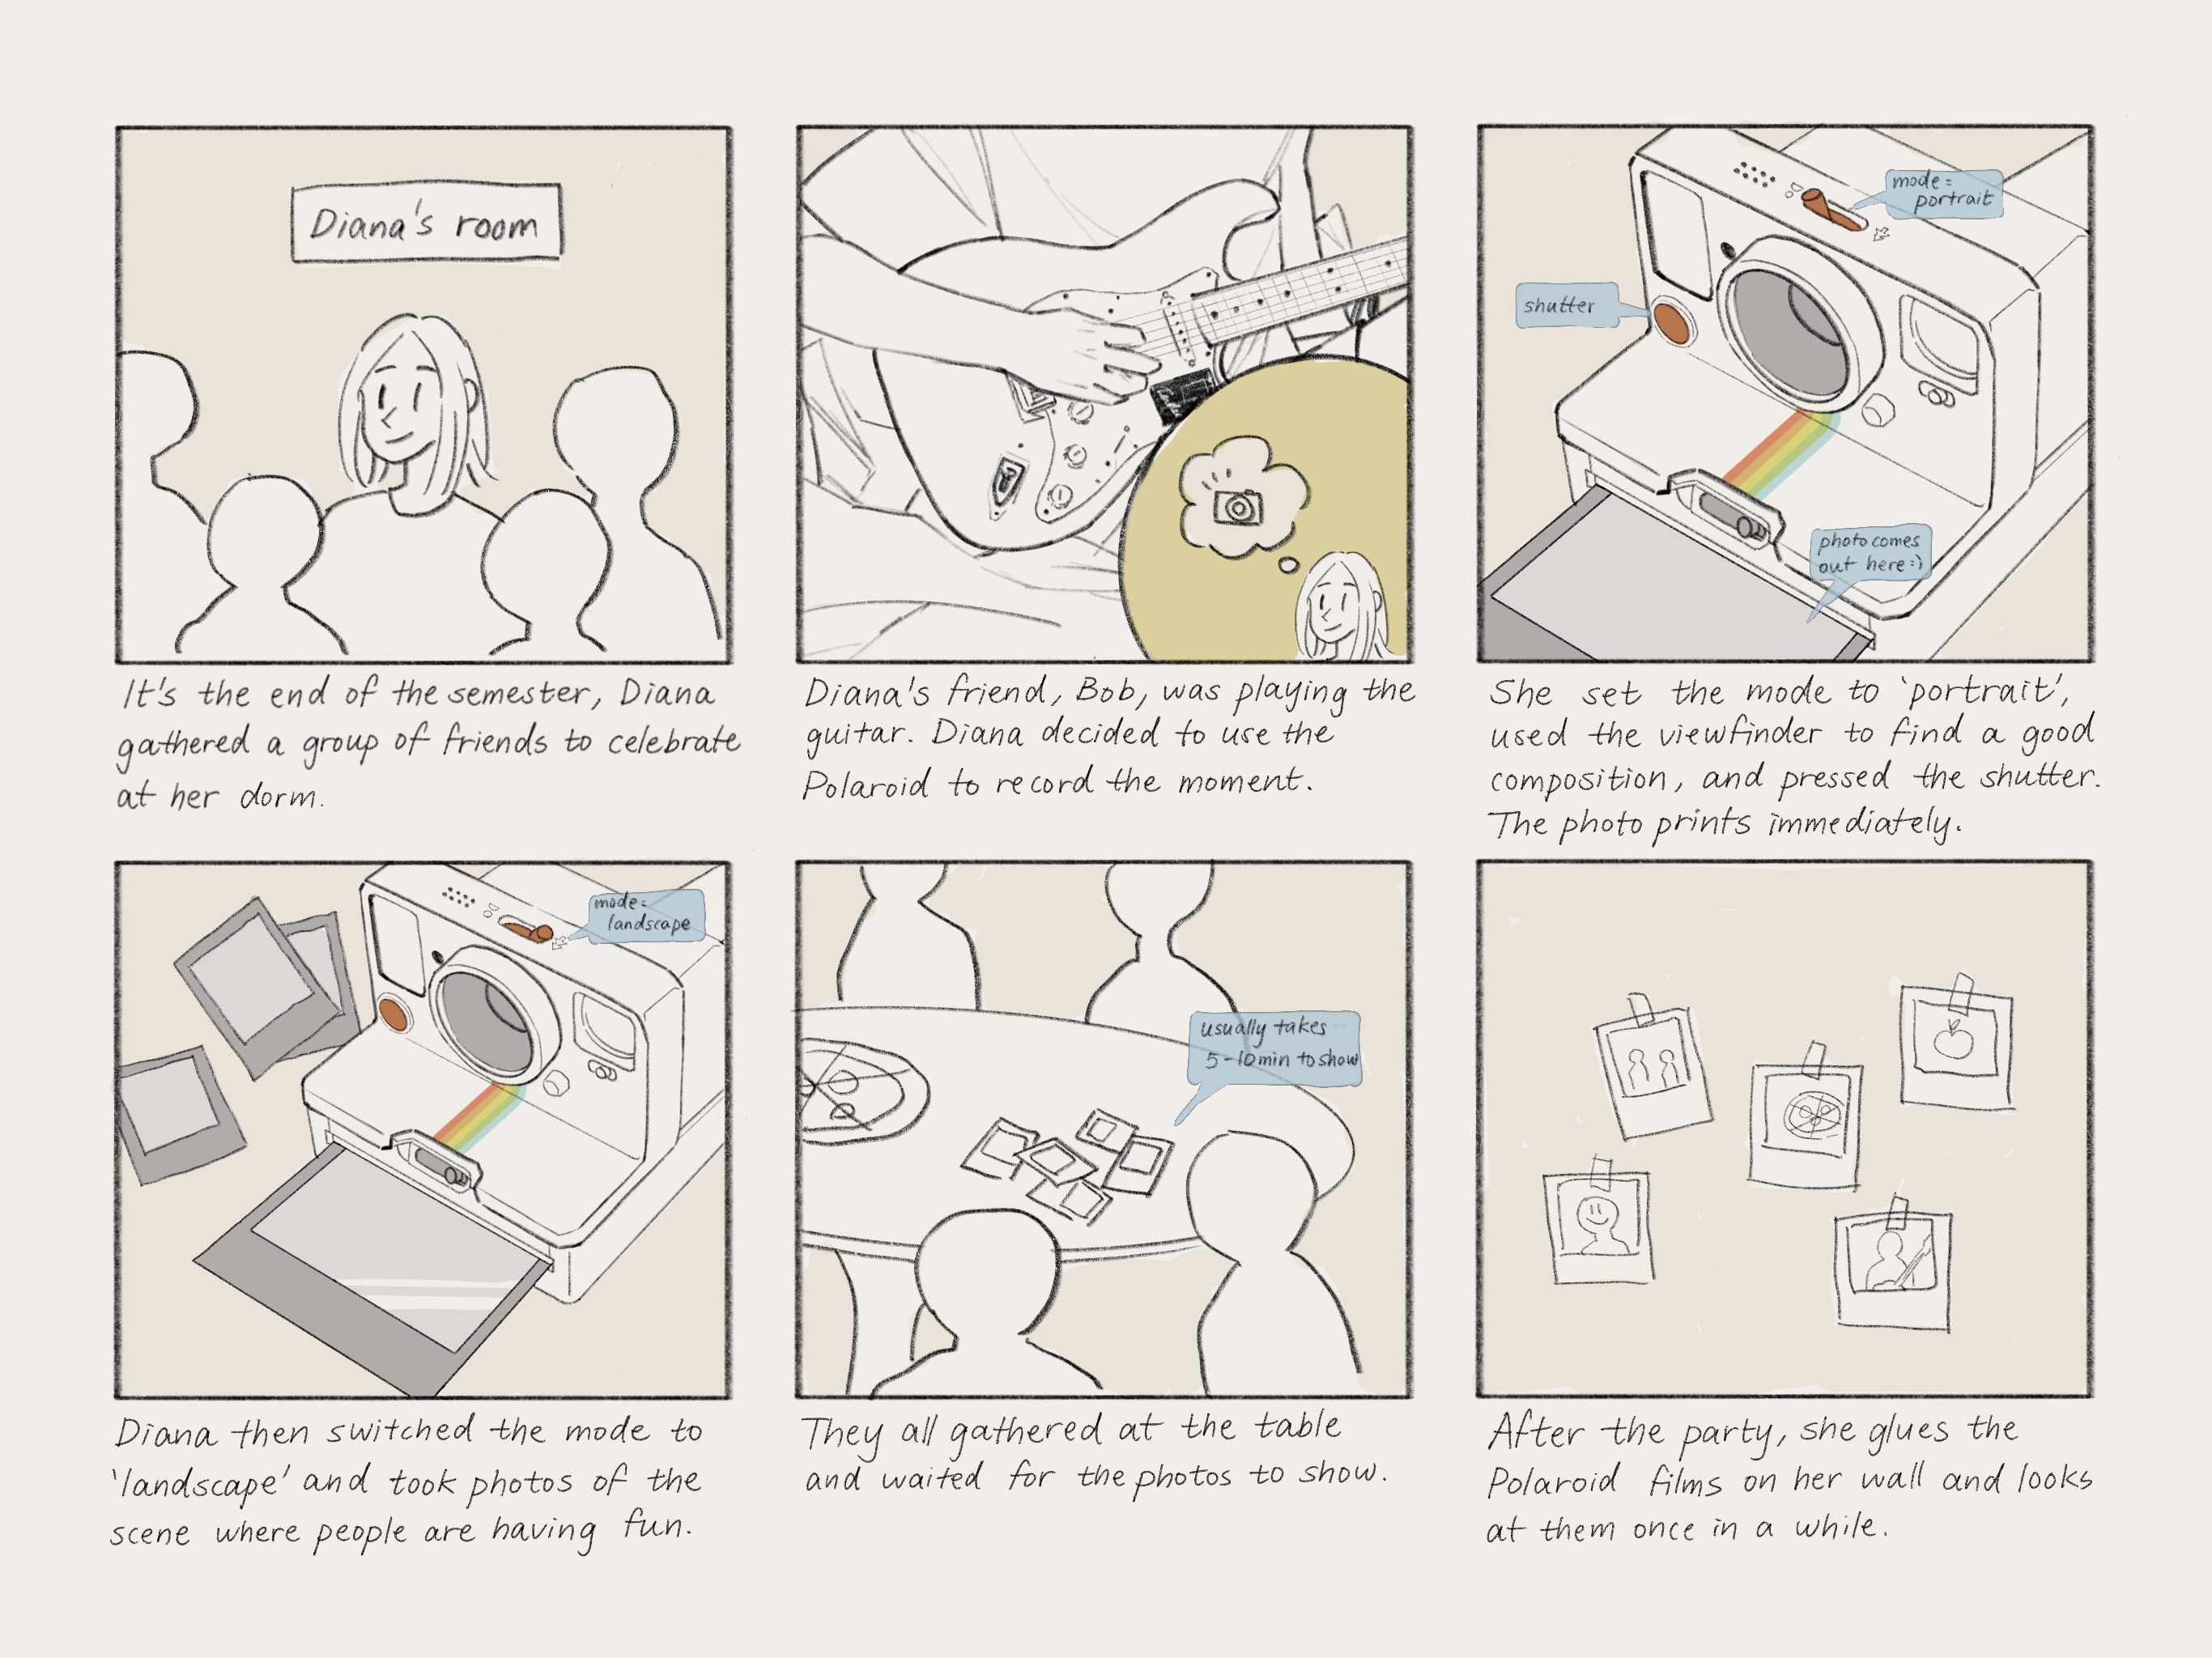 Diana's room
It's the end of the semester, Diana
gathered a group of friends to celebrate
at her dorm.
Diana's friend, Bob, was playing the
guitar. Diana decided to use the
Polaroid to record the moment.
mode =
portrait
shutter
photo comes
out here :)
She set the mode to 'portrait',
used the viewfinder to find a good
composition, and pressed the shutter.
The photo prints immediately.
mode =
landscape
Diana then switched the mode to
'landscape' and took photos of the
scene where people are having fun.
usually takes
5-10min to show
They all gathered at the table
and waited for the photos to show.
After the party, she glues the
Polaroid films on her wall and looks
at them once in a while.